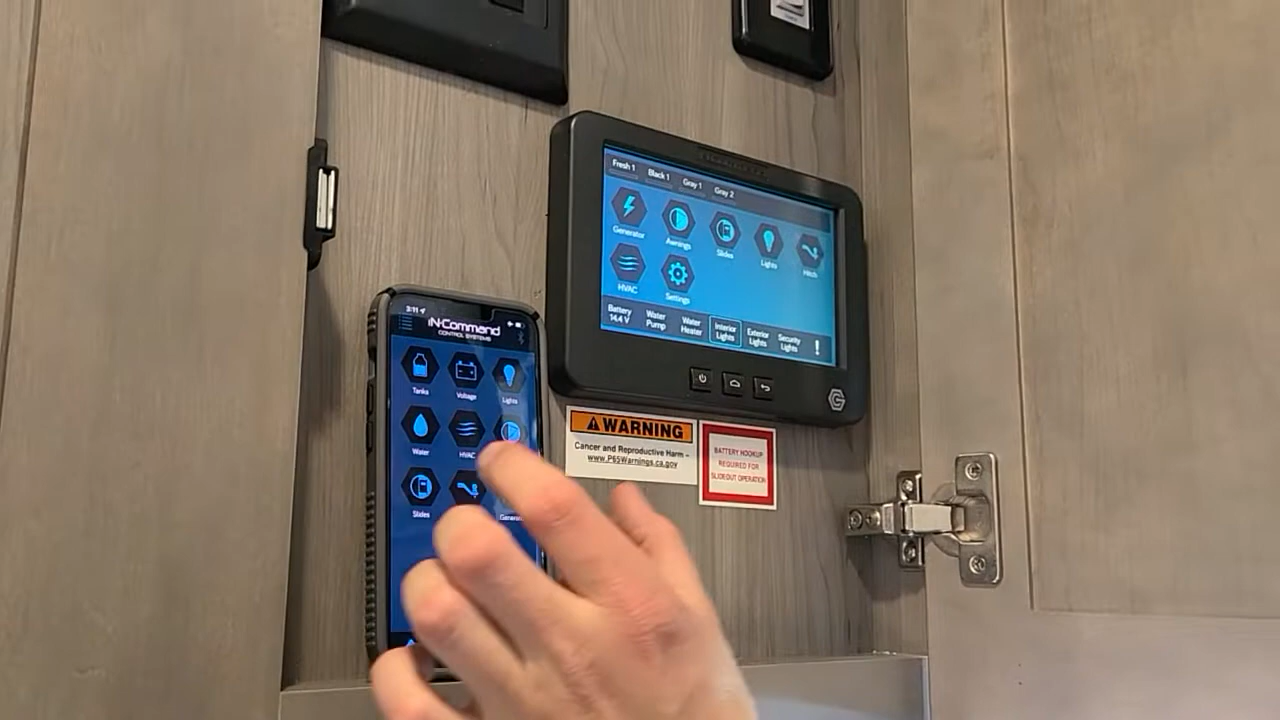 Fresh 1 Black 1 Gray 1 Gray 2
Generator Awnings Slides Lights Hitch
HVAC Settings
Battery 14.4 V
Water Pump
Water Heater
Interior Lights
Exterior Lights
Security Lights
!
3:11
iN·Command
CONTROL SYSTEMS
Tanks Voltage Lights
Water HVAC
Slides
WARNING
Cancer and Reproductive Harm –
www.P65Warnings.ca.gov
BATTERY HOOKUP
REQUIRED FOR
SLIDEOUT OPERATION